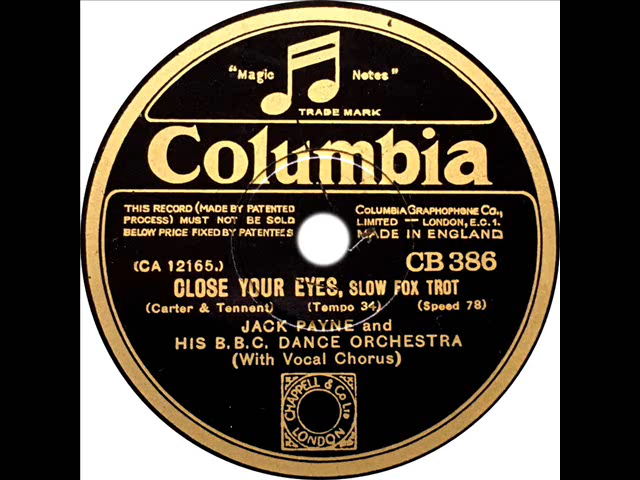 "Magic Notes"
TRADE MARK
Columbia
THIS RECORD (MADE BY PATENTED
PROCESS) MUST NOT BE SOLD
BELOW PRICE FIXED BY PATENTEES
COLUMBIA GRAPHOPHONE CO.,
LIMITED — LONDON, E.C.1.
MADE IN ENGLAND
(CA 12165.)
CB 386
CLOSE YOUR EYES, SLOW FOX TROT
(Carter & Tennent) (Tempo 34) (Speed 78)
JACK PAYNE and
HIS B.B.C. DANCE ORCHESTRA
(With Vocal Chorus)
CHAPPELL & Co Ltd
LONDON